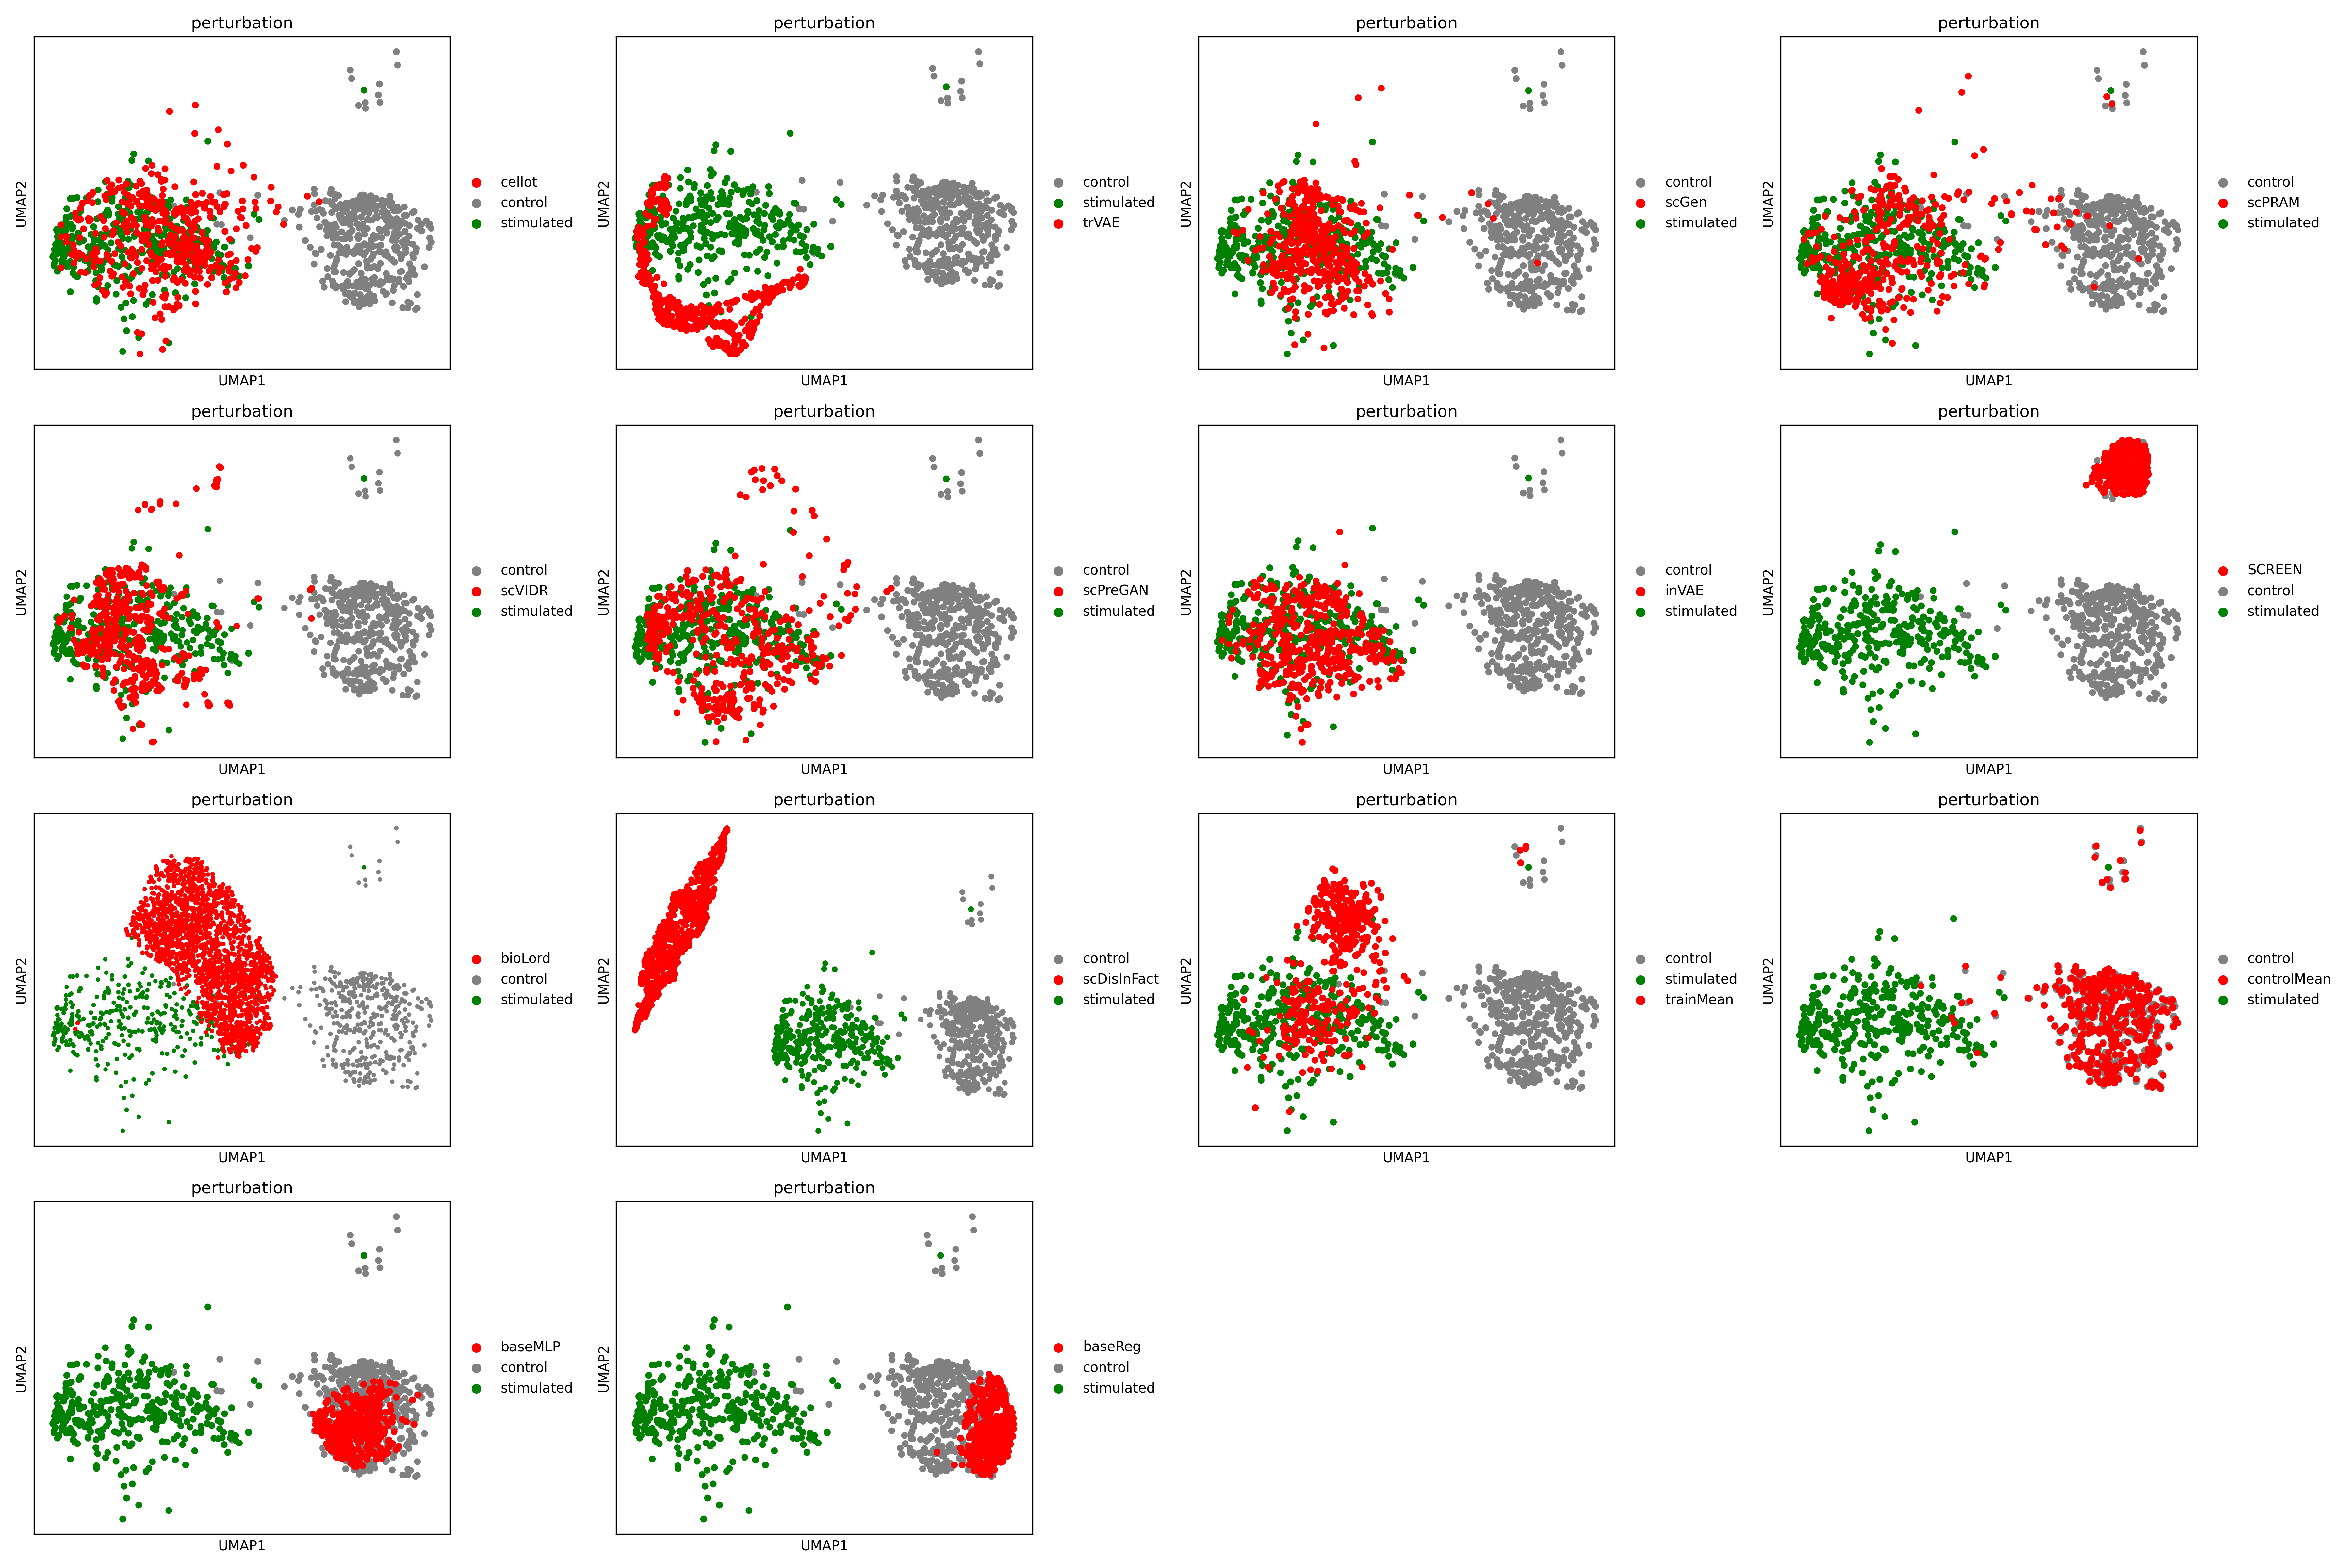 perturbation
UMAP2
UMAP1
cellot
control
stimulated
perturbation
UMAP2
UMAP1
control
stimulated
trVAE
perturbation
UMAP2
UMAP1
control
scGen
stimulated
perturbation
UMAP2
UMAP1
control
scPRAM
stimulated
perturbation
UMAP2
UMAP1
control
scVIDR
stimulated
perturbation
UMAP2
UMAP1
control
scPreGAN
stimulated
perturbation
UMAP2
UMAP1
control
inVAE
stimulated
perturbation
UMAP2
UMAP1
SCREEN
control
stimulated
perturbation
UMAP2
UMAP1
bioLord
control
stimulated
perturbation
UMAP2
UMAP1
control
scDisInFact
stimulated
perturbation
UMAP2
UMAP1
control
stimulated
trainMean
perturbation
UMAP2
UMAP1
control
controlMean
stimulated
perturbation
UMAP2
UMAP1
baseMLP
control
stimulated
perturbation
UMAP2
UMAP1
baseReg
control
stimulated